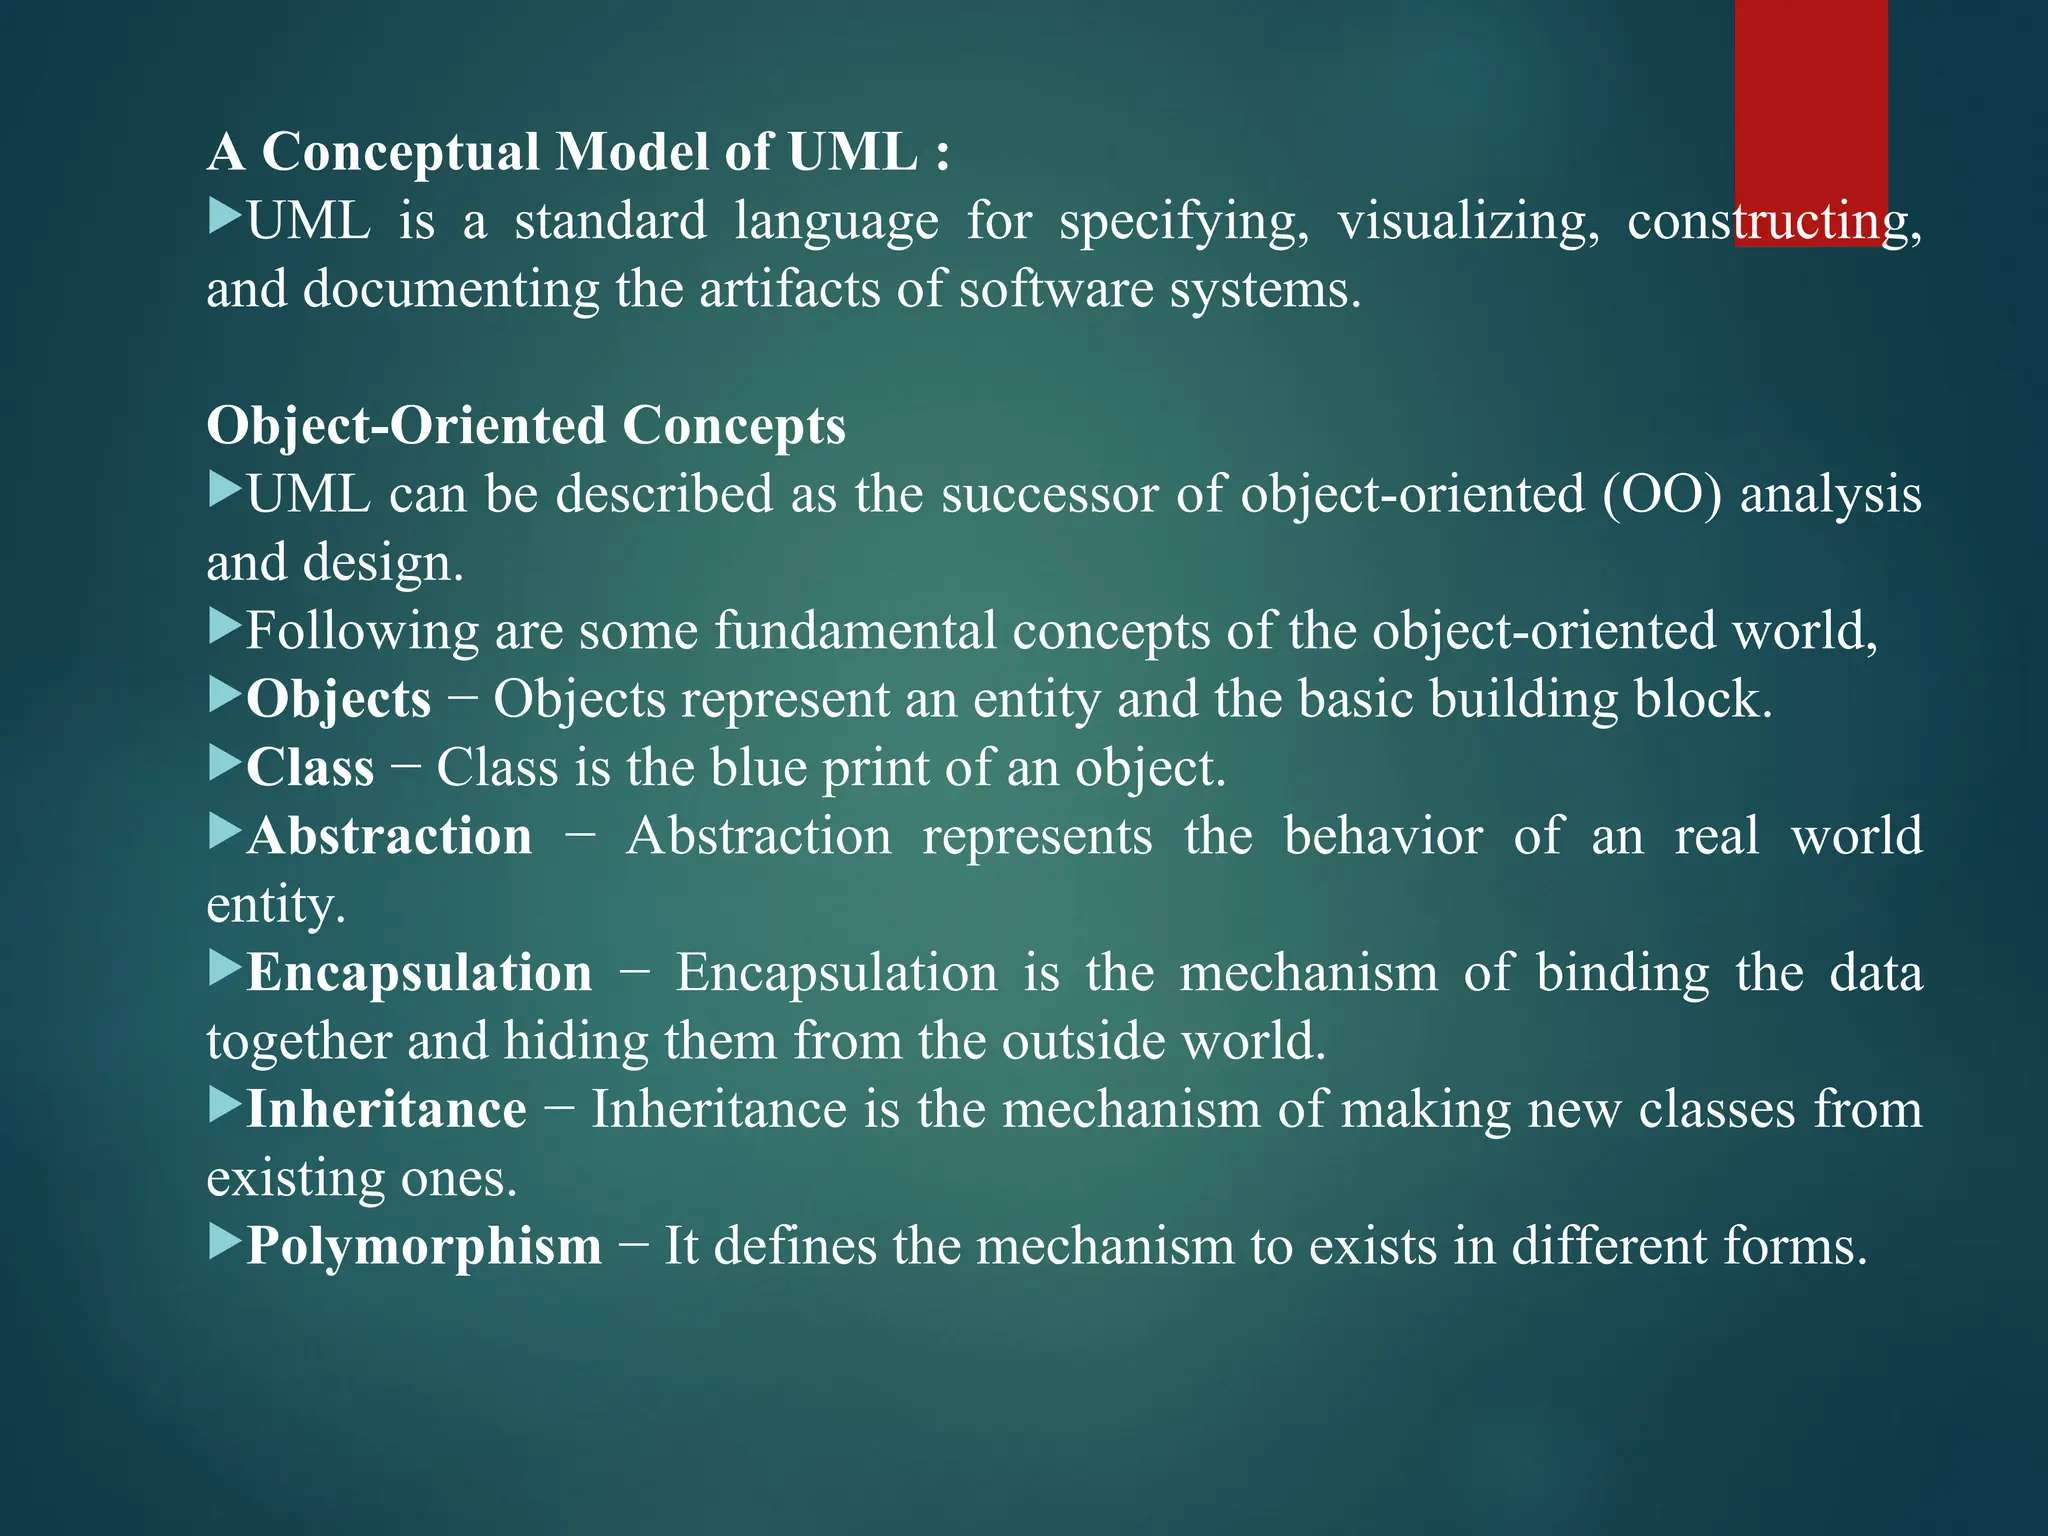 A Conceptual Model of UML :
UML is a standard language for specifying, visualizing, constructing,
and documenting the artifacts of software systems.
Object-Oriented Concepts
UML can be described as the successor of object-oriented (OO) analysis
and design.
Following are some fundamental concepts of the object-oriented world,
Objects − Objects represent an entity and the basic building block.
Class − Class is the blue print of an object.
Abstraction − Abstraction represents the behavior of an real world
entity.
Encapsulation − Encapsulation is the mechanism of binding the data
together and hiding them from the outside world.
Inheritance − Inheritance is the mechanism of making new classes from
existing ones.
Polymorphism − It defines the mechanism to exists in different forms.